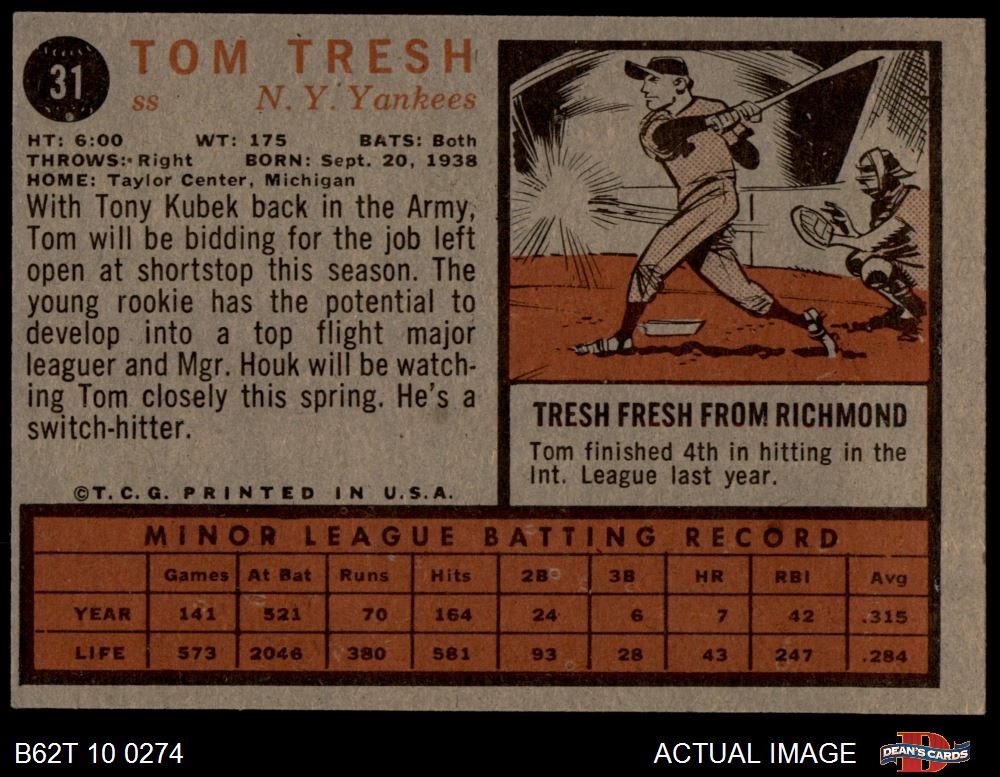 31
TOM TRESH
ss N. Y. Yankees
HT: 6:00 WT: 175 BATS: Both
THROWS: Right BORN: Sept. 20, 1938
HOME: Taylor Center, Michigan
With Tony Kubek back in the Army,
Tom will be bidding for the job left
open at shortstop this season. The
young rookie has the potential to
develop into a top flight major
leaguer and Mgr. Houk will be watch-
ing Tom closely this spring. He's a
switch-hitter.
©T.C.G. PRINTED IN U.S.A.
TRESH FRESH FROM RICHMOND
Tom finished 4th in hitting in the
Int. League last year.
MINOR LEAGUE BATTING RECORD
Games At Bat Runs Hits 2B 3B HR RBI Avg
YEAR 141 521 70 164 24 6 7 42 .315
LIFE 573 2046 380 581 93 28 43 247 .284
B62T 10 0274
ACTUAL IMAGE
D
DEAN'S CARDS